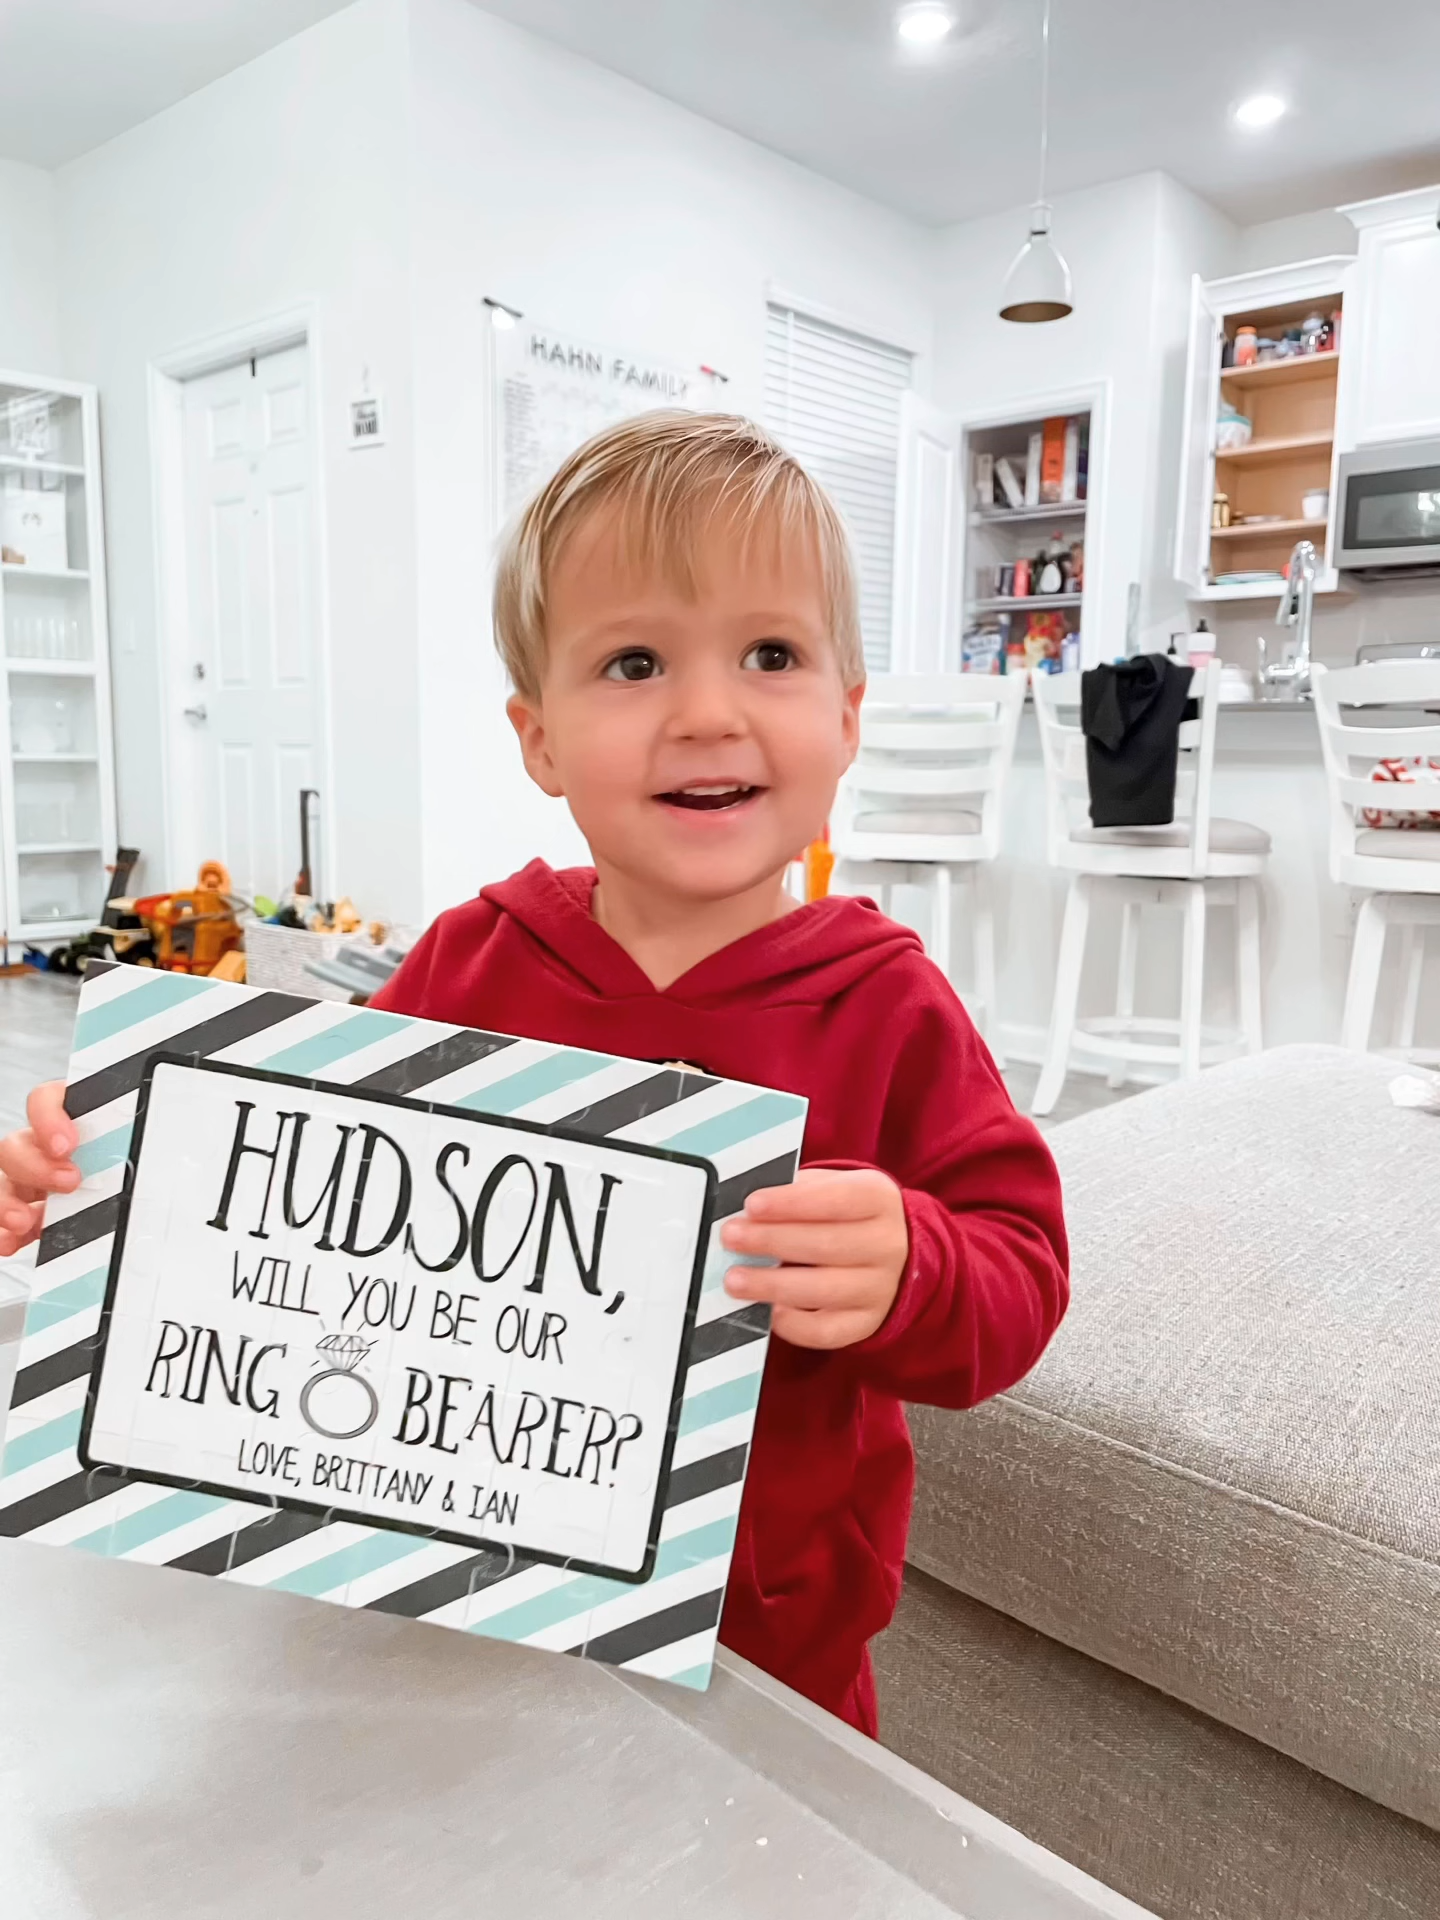 HAHN FAMILY
HUDSON,
WILL YOU BE OUR
RING BEARER?
LOVE, BRITTANY & IAN